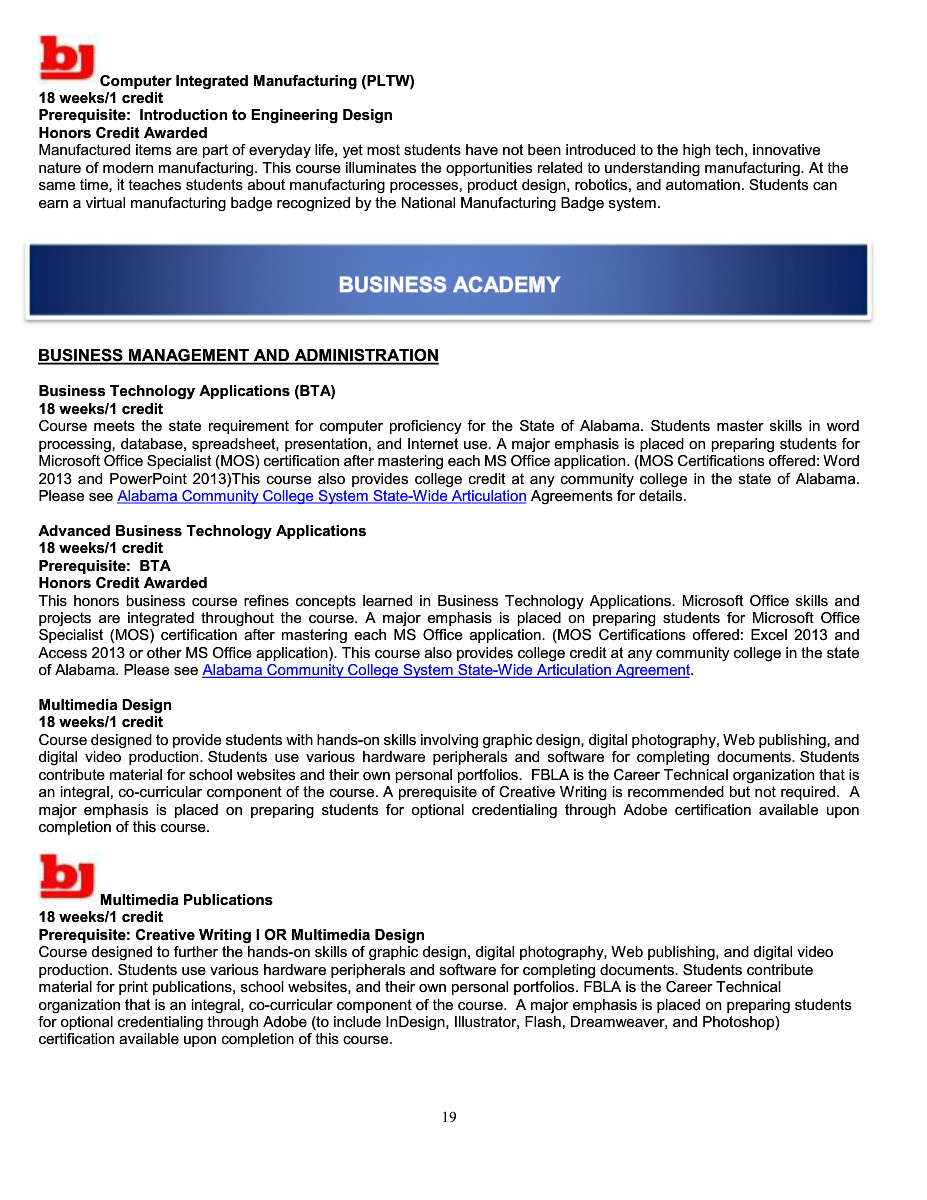 bj
Computer Integrated Manufacturing (PLTW)
18 weeks/1 credit
Prerequisite:  Introduction to Engineering Design
Honors Credit Awarded
Manufactured items are part of everyday life, yet most students have not been introduced to the high tech, innovative
nature of modern manufacturing. This course illuminates the opportunities related to understanding manufacturing. At the
same time, it teaches students about manufacturing processes, product design, robotics, and automation. Students can
earn a virtual manufacturing badge recognized by the National Manufacturing Badge system.
BUSINESS ACADEMY
BUSINESS MANAGEMENT AND ADMINISTRATION
Business Technology Applications (BTA)
18 weeks/1 credit
Course meets the state requirement for computer proficiency for the State of Alabama. Students master skills in word
processing, database, spreadsheet, presentation, and Internet use. A major emphasis is placed on preparing students for
Microsoft Office Specialist (MOS) certification after mastering each MS Office application. (MOS Certifications offered: Word
2013 and PowerPoint 2013)This course also provides college credit at any community college in the state of Alabama.
Please see Alabama Community College System State-Wide Articulation Agreements for details.
Advanced Business Technology Applications
18 weeks/1 credit
Prerequisite:  BTA
Honors Credit Awarded
This honors business course refines concepts learned in Business Technology Applications. Microsoft Office skills and
projects are integrated throughout the course. A major emphasis is placed on preparing students for Microsoft Office
Specialist (MOS) certification after mastering each MS Office application. (MOS Certifications offered: Excel 2013 and
Access 2013 or other MS Office application). This course also provides college credit at any community college in the state
of Alabama. Please see Alabama Community College System State-Wide Articulation Agreement.
Multimedia Design
18 weeks/1 credit
Course designed to provide students with hands-on skills involving graphic design, digital photography, Web publishing, and
digital video production. Students use various hardware peripherals and software for completing documents. Students
contribute material for school websites and their own personal portfolios.  FBLA is the Career Technical organization that is
an integral, co-curricular component of the course. A prerequisite of Creative Writing is recommended but not required.  A
major emphasis is placed on preparing students for optional credentialing through Adobe certification available upon
completion of this course.
bj
Multimedia Publications
18 weeks/1 credit
Prerequisite: Creative Writing I OR Multimedia Design
Course designed to further the hands-on skills of graphic design, digital photography, Web publishing, and digital video
production. Students use various hardware peripherals and software for completing documents. Students contribute
material for print publications, school websites, and their own personal portfolios. FBLA is the Career Technical
organization that is an integral, co-curricular component of the course.  A major emphasis is placed on preparing students
for optional credentialing through Adobe (to include InDesign, Illustrator, Flash, Dreamweaver, and Photoshop)
certification available upon completion of this course.
19